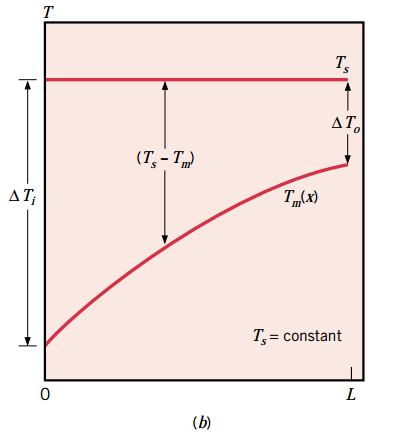 T
T_s
ΔT_o
(T_s – T_m)
ΔT_i
T_m(x)
T_s = constant
0
L
(b)